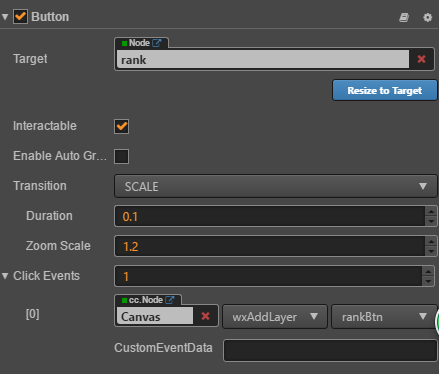 Button
Node
Target
rank
Resize to Target
Interactable
Enable Auto Gr...
Transition
SCALE
Duration
0.1
Zoom Scale
1.2
Click Events
1
cc.Node
[0]
Canvas
wxAddLayer
rankBtn
CustomEventData